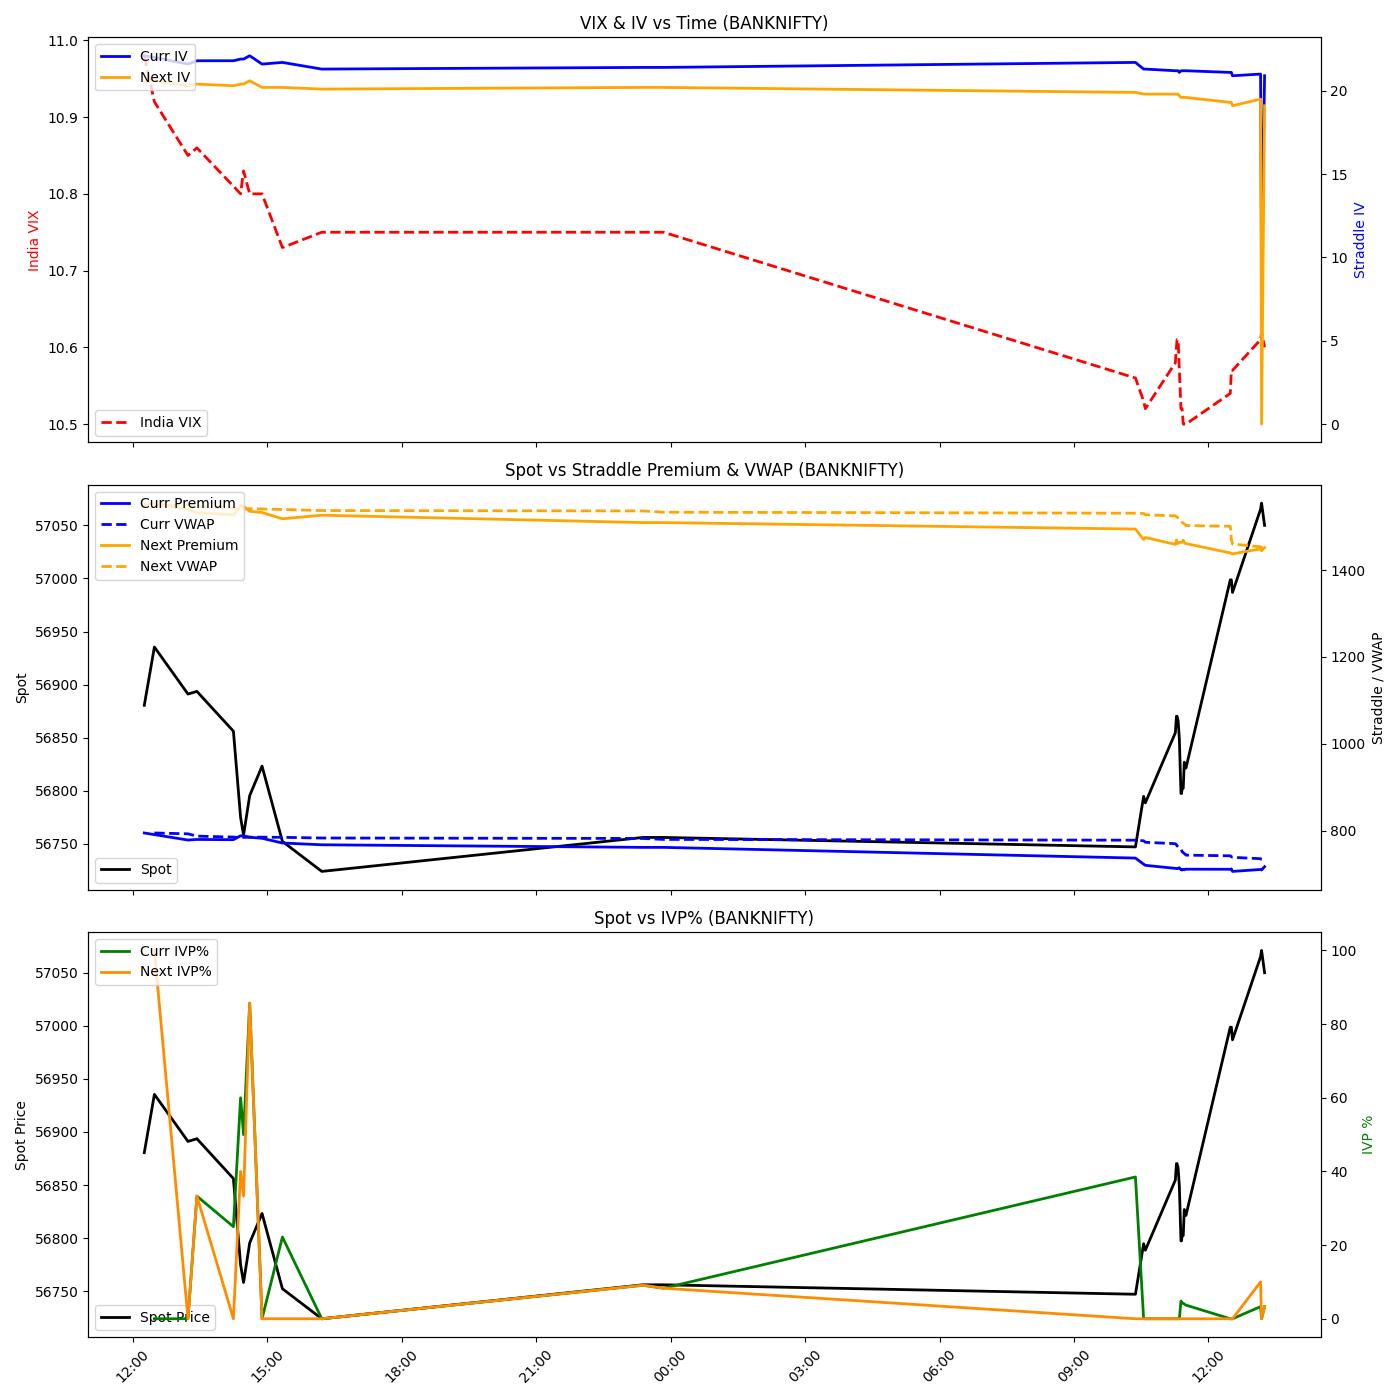 VIX & IV vs Time (BANKNIFTY)
Curr IV
Next IV
India VIX
India VIX
Straddle IV
11.0
10.9
10.8
10.7
10.6
10.5
20
15
10
5
0
Spot vs Straddle Premium & VWAP (BANKNIFTY)
Curr Premium
Curr VWAP
Next Premium
Next VWAP
Spot
Spot
Straddle / VWAP
57050
57000
56950
56900
56850
56800
56750
1400
1200
1000
800
Spot vs IVP% (BANKNIFTY)
Curr IVP%
Next IVP%
Spot Price
Spot Price
IVP %
57050
57000
56950
56900
56850
56800
56750
100
80
60
40
20
0
12:00
15:00
18:00
21:00
00:00
03:00
06:00
09:00
12:00